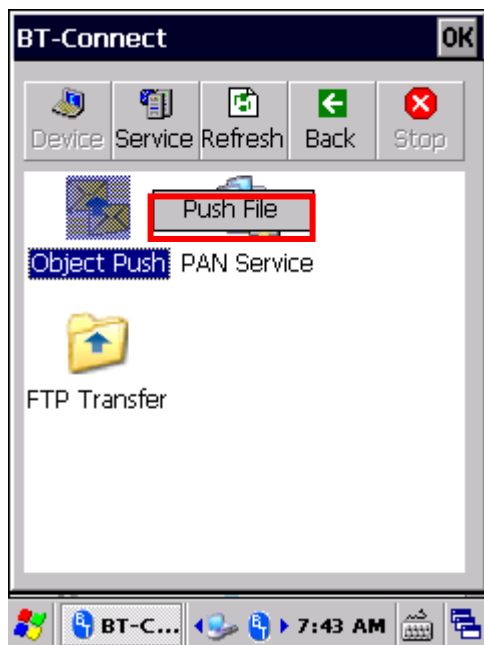 BT-Connect OK
Device Service Refresh Back Stop
Push File
Object Push PAN Service
FTP Transfer
BT-C... 7:43 AM